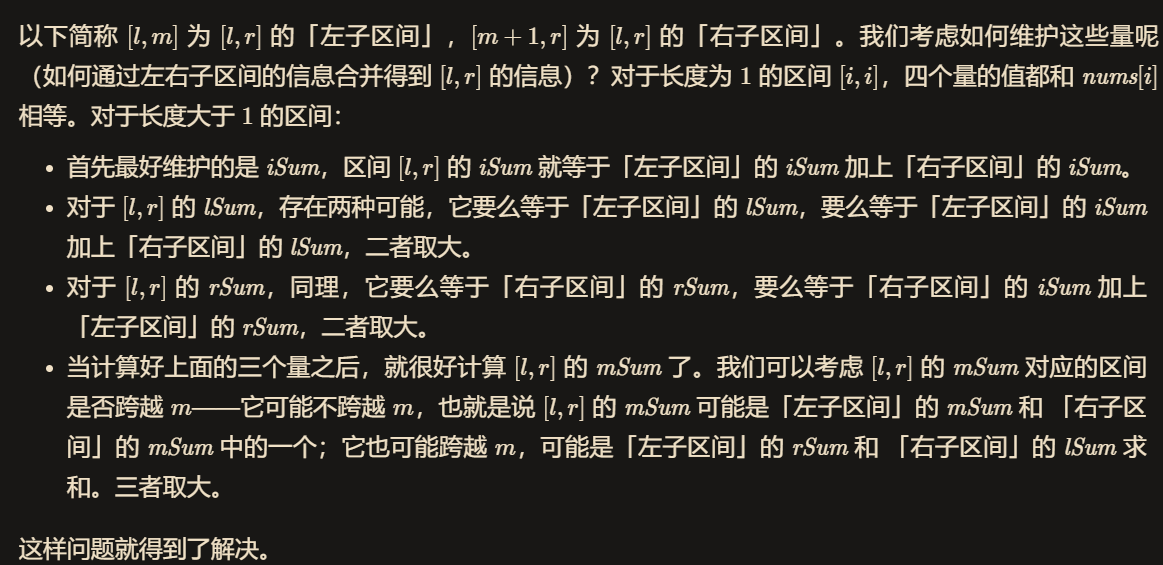 以下简称 [l, m] 为 [l, r] 的「左子区间」，[m + 1, r] 为 [l, r] 的「右子区间」。我们考虑如何维护这些量呢
（如何通过左右子区间的信息合并得到 [l, r] 的信息）？对于长度为 1 的区间 [i, i]，四个量的值都和 nums[i]
相等。对于长度大于 1 的区间：
• 首先最好维护的是 iSum，区间 [l, r] 的 iSum 就等于「左子区间」的 iSum 加上「右子区间」的 iSum。
• 对于 [l, r] 的 lSum，存在两种可能，它要么等于「左子区间」的 lSum，要么等于「左子区间」的 iSum
加上「右子区间」的 lSum，二者取大。
• 对于 [l, r] 的 rSum，同理，它要么等于「右子区间」的 rSum，要么等于「右子区间」的 iSum 加上
「左子区间」的 rSum，二者取大。
• 当计算好上面的三个量之后，就很好计算 [l, r] 的 mSum 了。我们可以考虑 [l, r] 的 mSum 对应的区间
是否跨越 m——它可能不跨越 m，也就是说 [l, r] 的 mSum 可能是「左子区间」的 mSum 和 「右子区
间」的 mSum 中的一个；它也可能跨越 m，可能是「左子区间」的 rSum 和 「右子区间」的 lSum 求
和。三者取大。
这样问题就得到了解决。